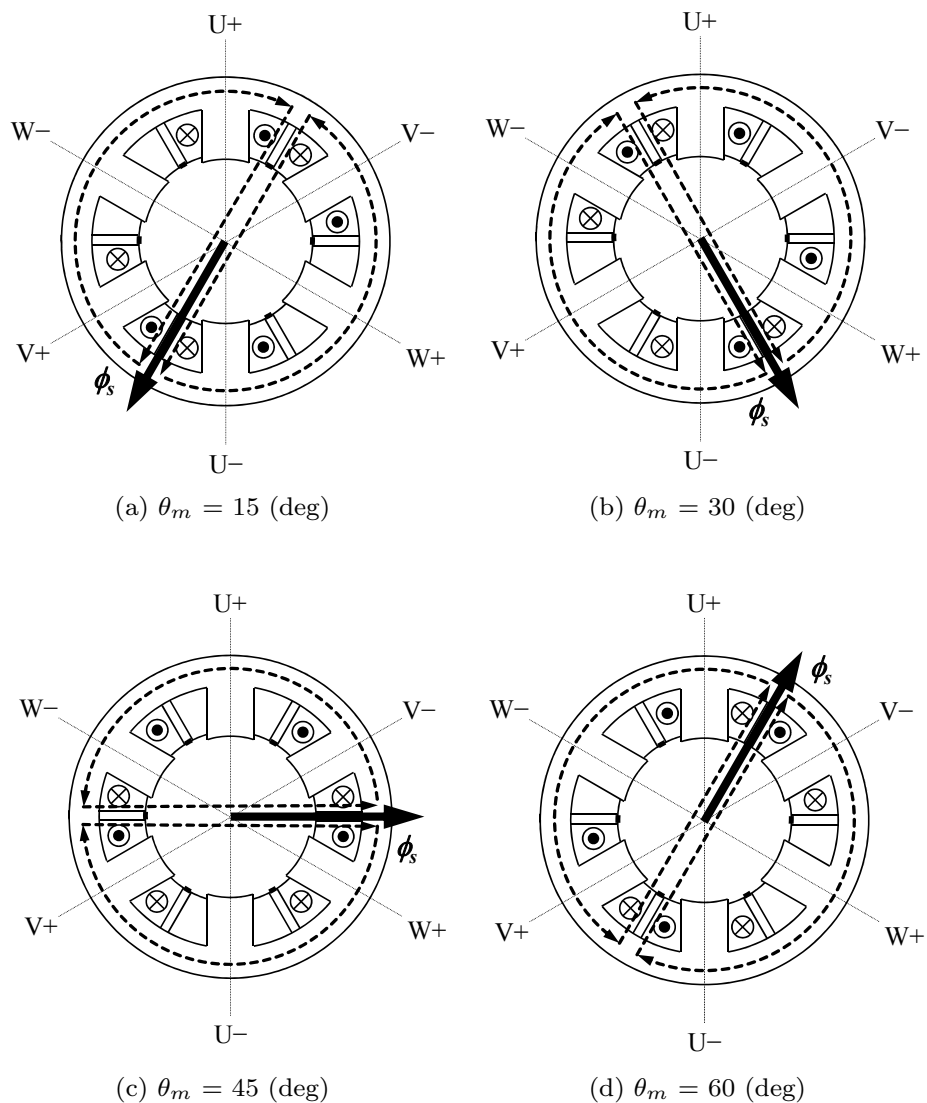 U+
W−
V−
V+
W+
U−
ϕs
(a) θm = 15 (deg)
U+
W−
V−
V+
W+
U−
ϕs
(b) θm = 30 (deg)
U+
W−
V−
V+
W+
U−
ϕs
(c) θm = 45 (deg)
U+
W−
V−
V+
W+
U−
ϕs
(d) θm = 60 (deg)